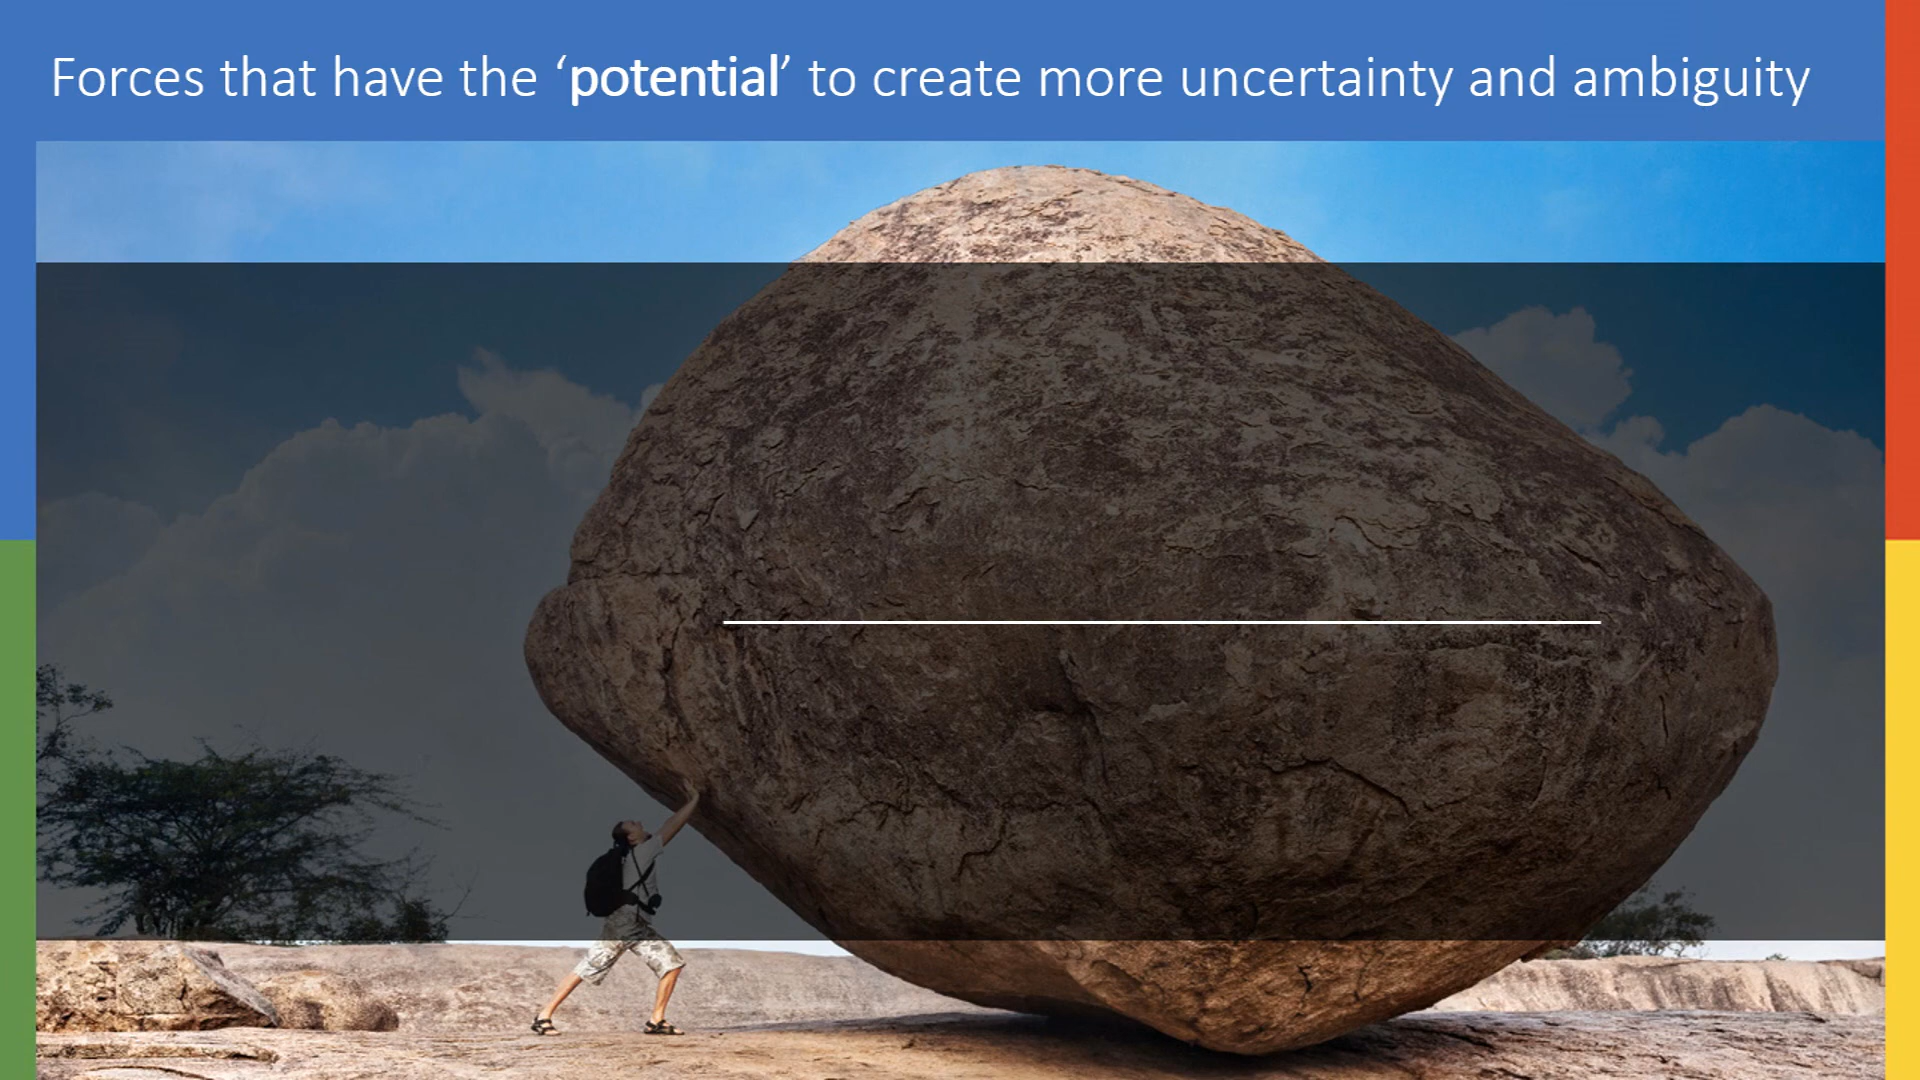 Forces that have the ‘potential’ to create more uncertainty and ambiguity